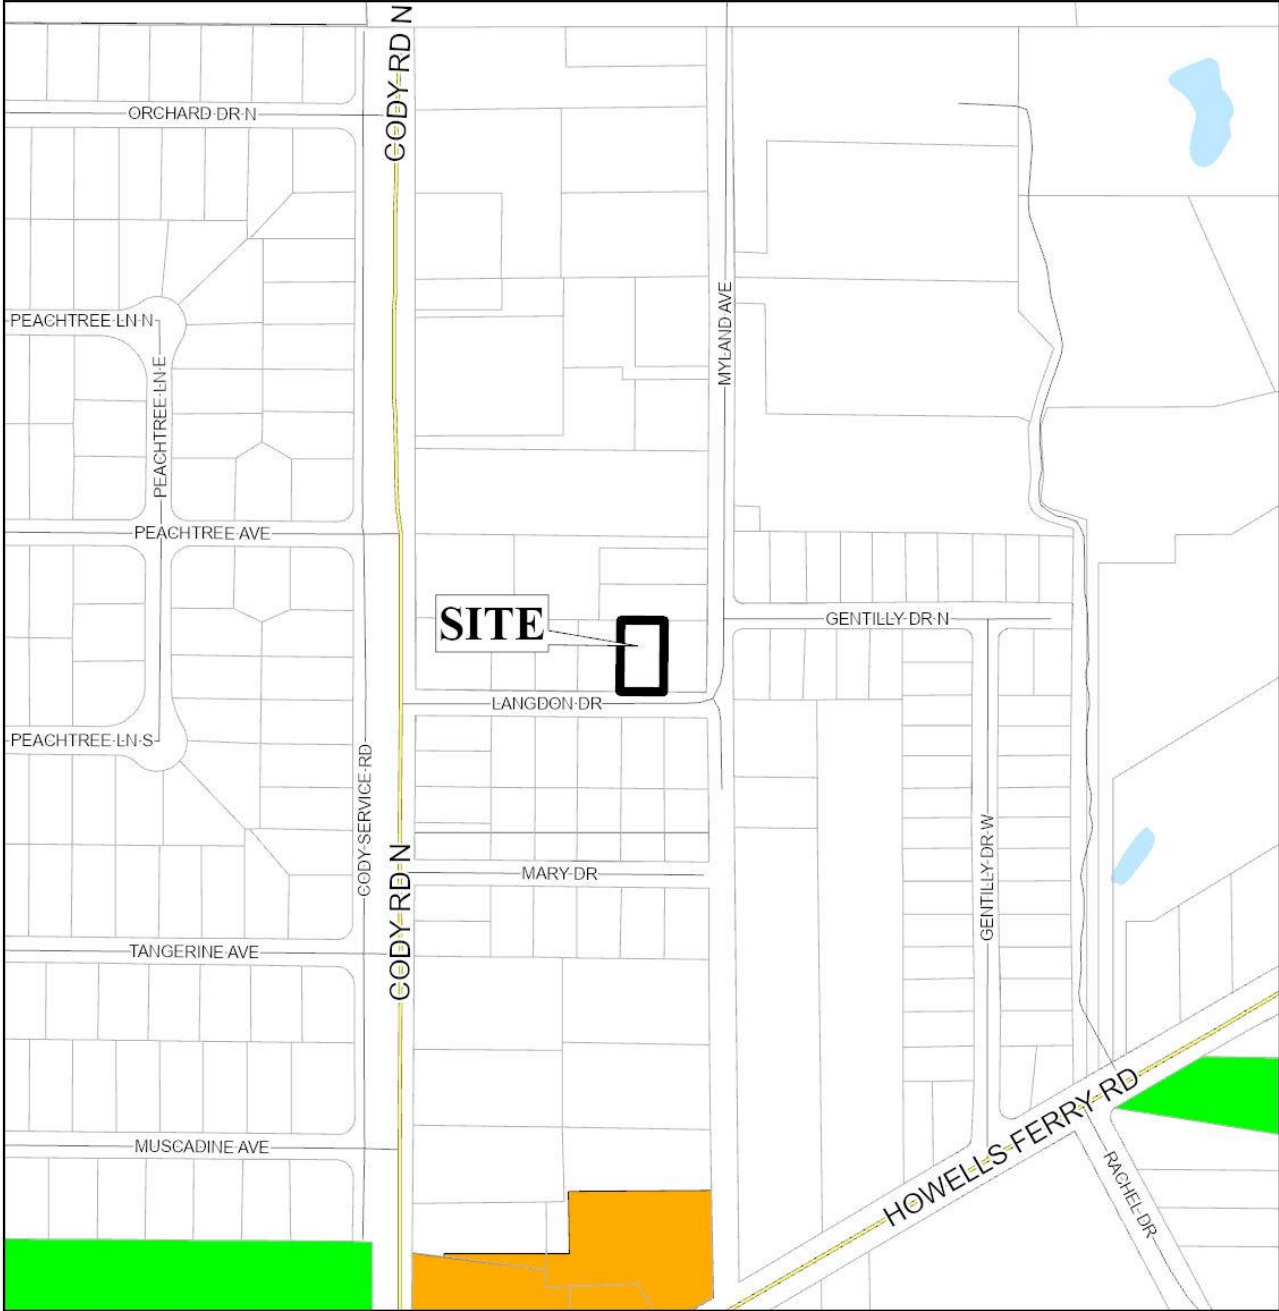 CODY RD N
ORCHARD DR N
PEACHTREE LN N
MYLAND AVE
PEACHTREE LN E
PEACHTREE AVE
SITE
GENTILLY DR N
LANGDON DR
PEACHTREE LN S
CODY SERVICE RD
GENTILLY DR W
MARY DR
CODY RD N
TANGERINE AVE
HOWELLS FERRY RD
MUSCADINE AVE
RACHEL DR